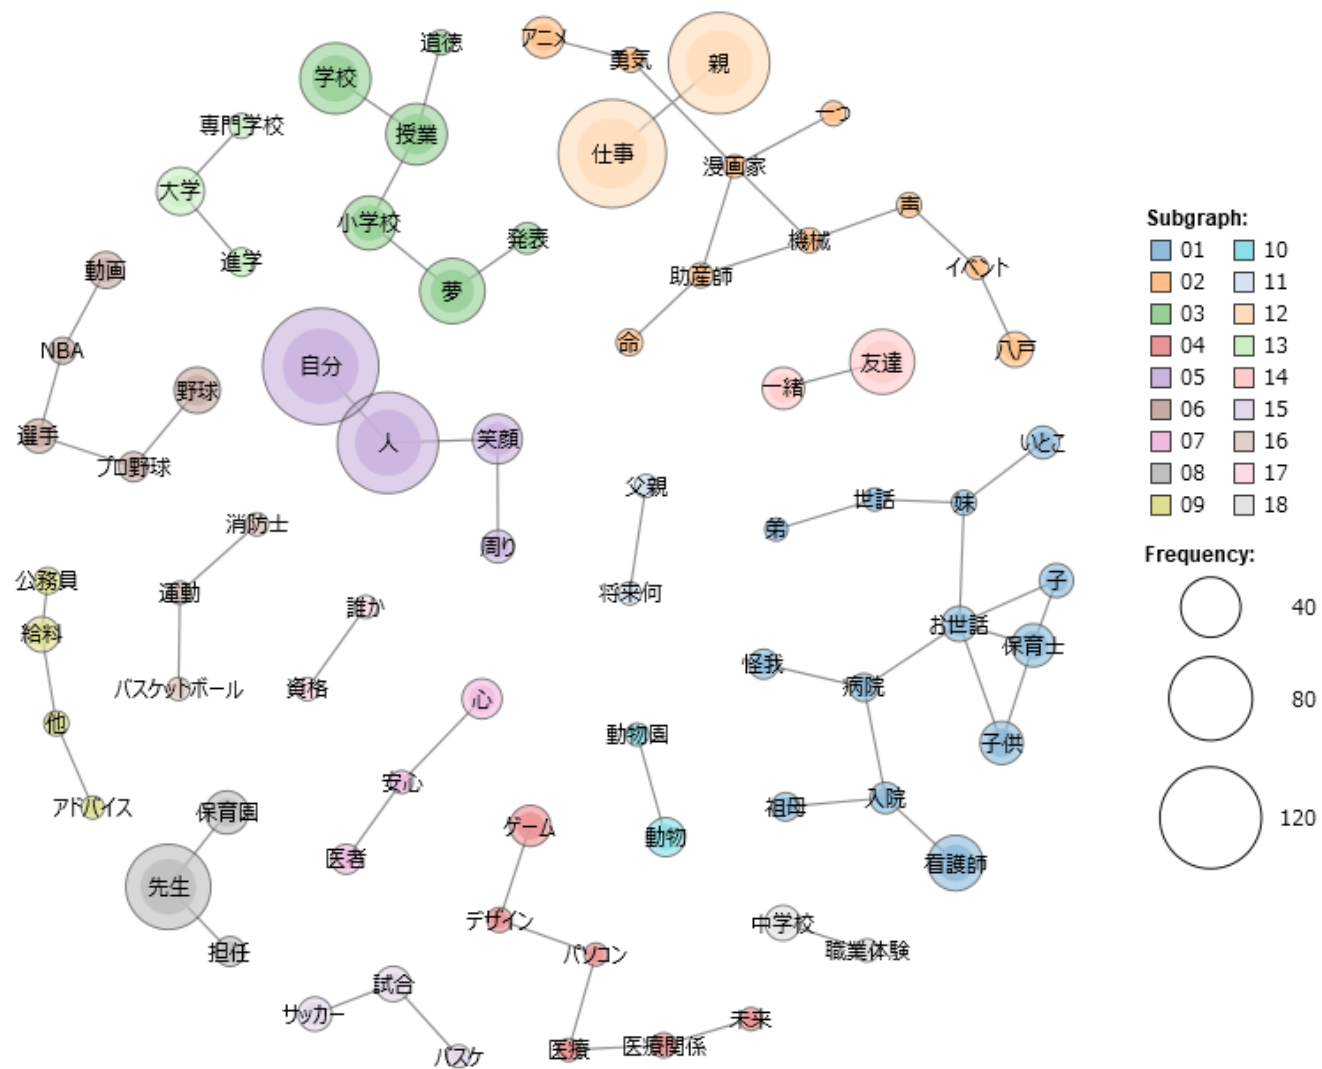 アニメ
道徳
勇気
親
学校
一つ
専門学校
授業
仕事
漫画家
大学
声
小学校
発表
機械
進学
動画
イベント
助産師
夢
命
NBA
八戸
自分
友達
一緒
野球
選手
人
笑顔
いとこ
プロ野球
父親
世話
妹
弟
消防士
周り
公務員
子
運動
将来何
誰か
給料
お世話
保育士
怪我
バスケットボール
資格
病院
心
他
動物園
子供
安心
アドバイス
祖母
入院
保育園
ゲーム
動物
医者
看護師
先生
デザイン
中学校
担任
パソコン
職業体験
試合
サッカー
未来
バスケ
医療
医療関係
Subgraph:
01 10
02 11
03 12
04 13
05 14
06 15
07 16
08 17
09 18
Frequency:
40
80
120